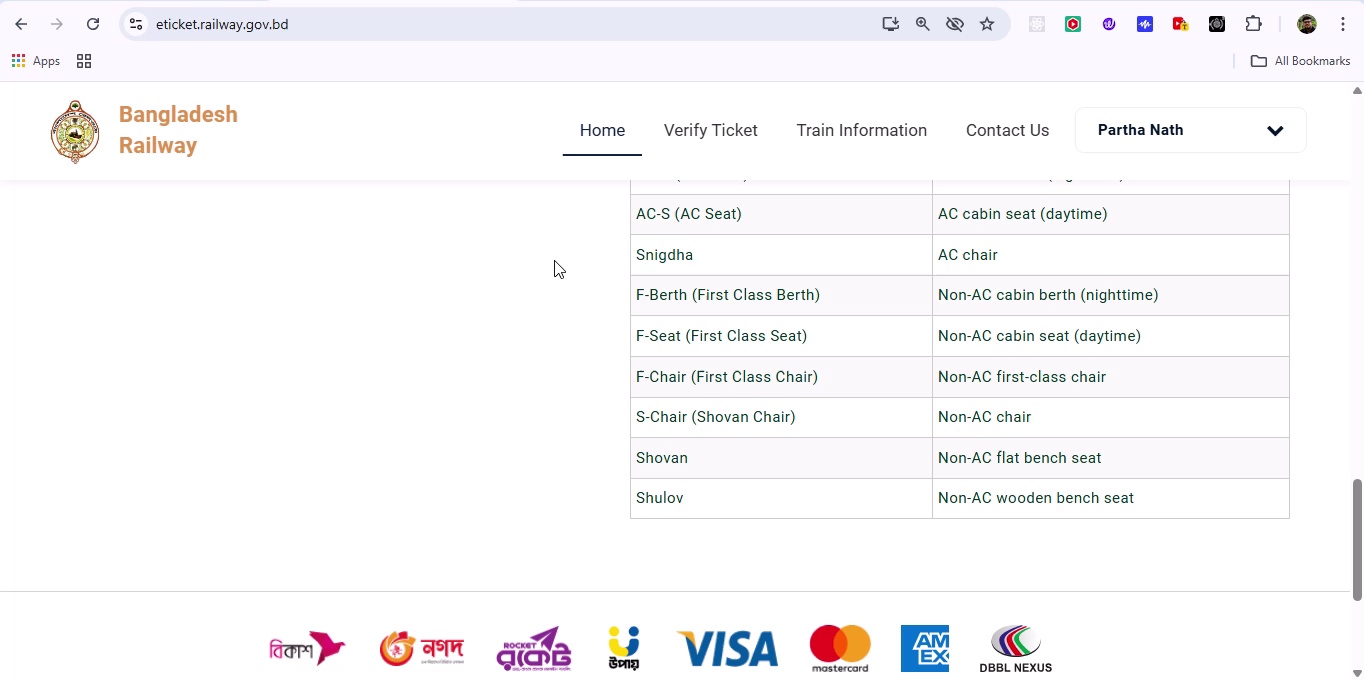 eticket.railway.gov.bd
Apps
All Bookmarks
Bangladesh
Railway
Home
Verify Ticket
Train Information
Contact Us
Partha Nath
AC-S (AC Seat)
AC cabin seat (daytime)
Snigdha
AC chair
F-Berth (First Class Berth)
Non-AC cabin berth (nighttime)
F-Seat (First Class Seat)
Non-AC cabin seat (daytime)
F-Chair (First Class Chair)
Non-AC first-class chair
S-Chair (Shovan Chair)
Non-AC chair
Shovan
Non-AC flat bench seat
Shulov
Non-AC wooden bench seat
বিকাশ
নগদ
ROCKET
রকেট
উপায়
VISA
mastercard
AM
EX
DBBL NEXUS